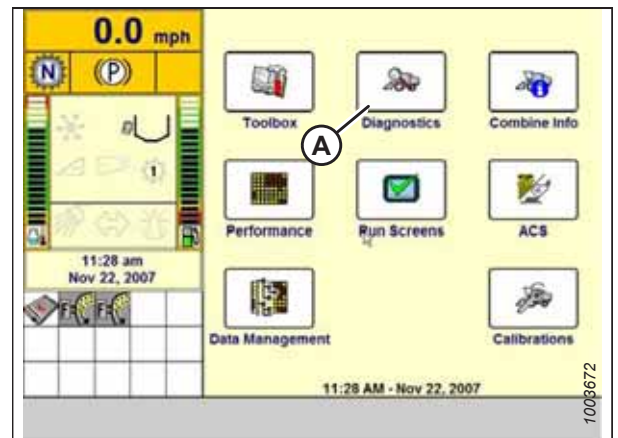 0.0 mph
N
(P)
1
11:28 am
Nov 22, 2007
F=
F=
Toolbox
Diagnostics
Combine Info
A
Performance
Run Screens
ACS
Data Management
Calibrations
11:28 AM - Nov 22, 2007
1003672